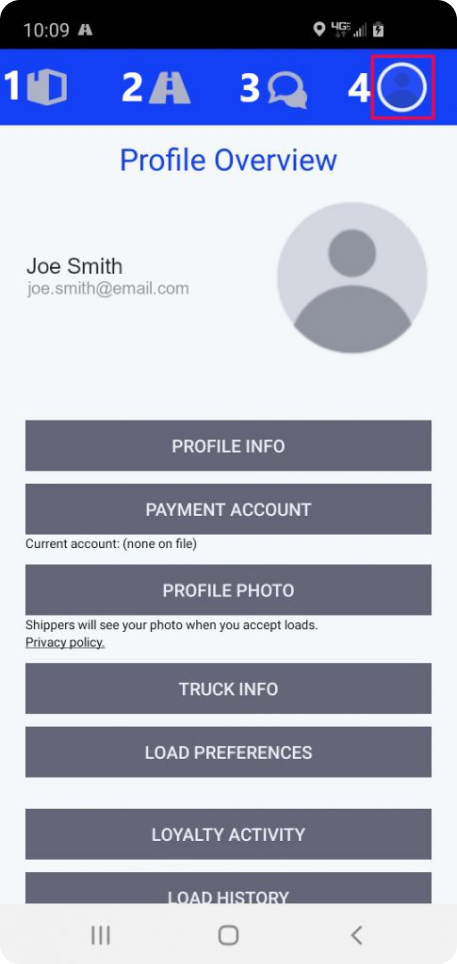 10:09
4GE
1 2 3 4
Profile Overview
Joe Smith
joe.smith@email.com
PROFILE INFO
PAYMENT ACCOUNT
Current account: (none on file)
PROFILE PHOTO
Shippers will see your photo when you accept loads.
Privacy policy.
TRUCK INFO
LOAD PREFERENCES
LOYALTY ACTIVITY
LOAD HISTORY